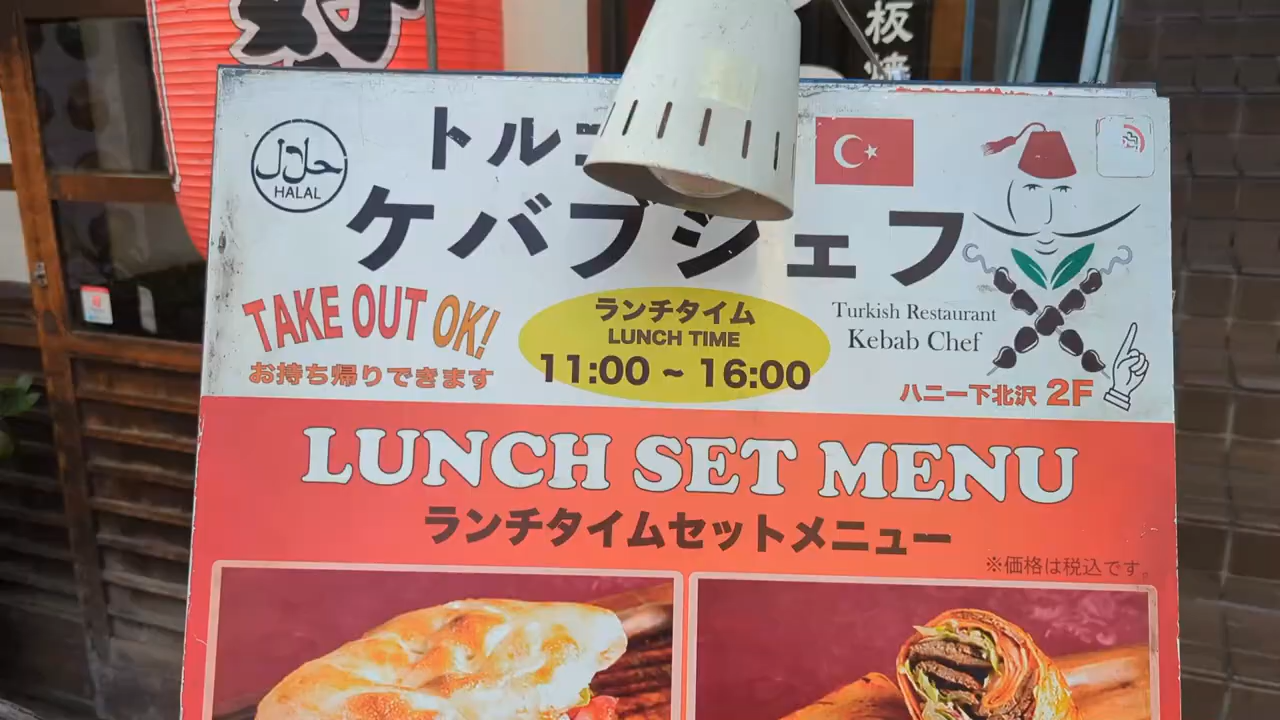 板焼
حلال
HALAL
トルコ
ケバブシェフ
TAKE OUT OK!
お持ち帰りできます
ランチタイム
LUNCH TIME
11:00 ~ 16:00
Turkish Restaurant
Kebab Chef
ハニー下北沢 2F
LUNCH SET MENU
ランチタイムセットメニュー
※価格は税込です。